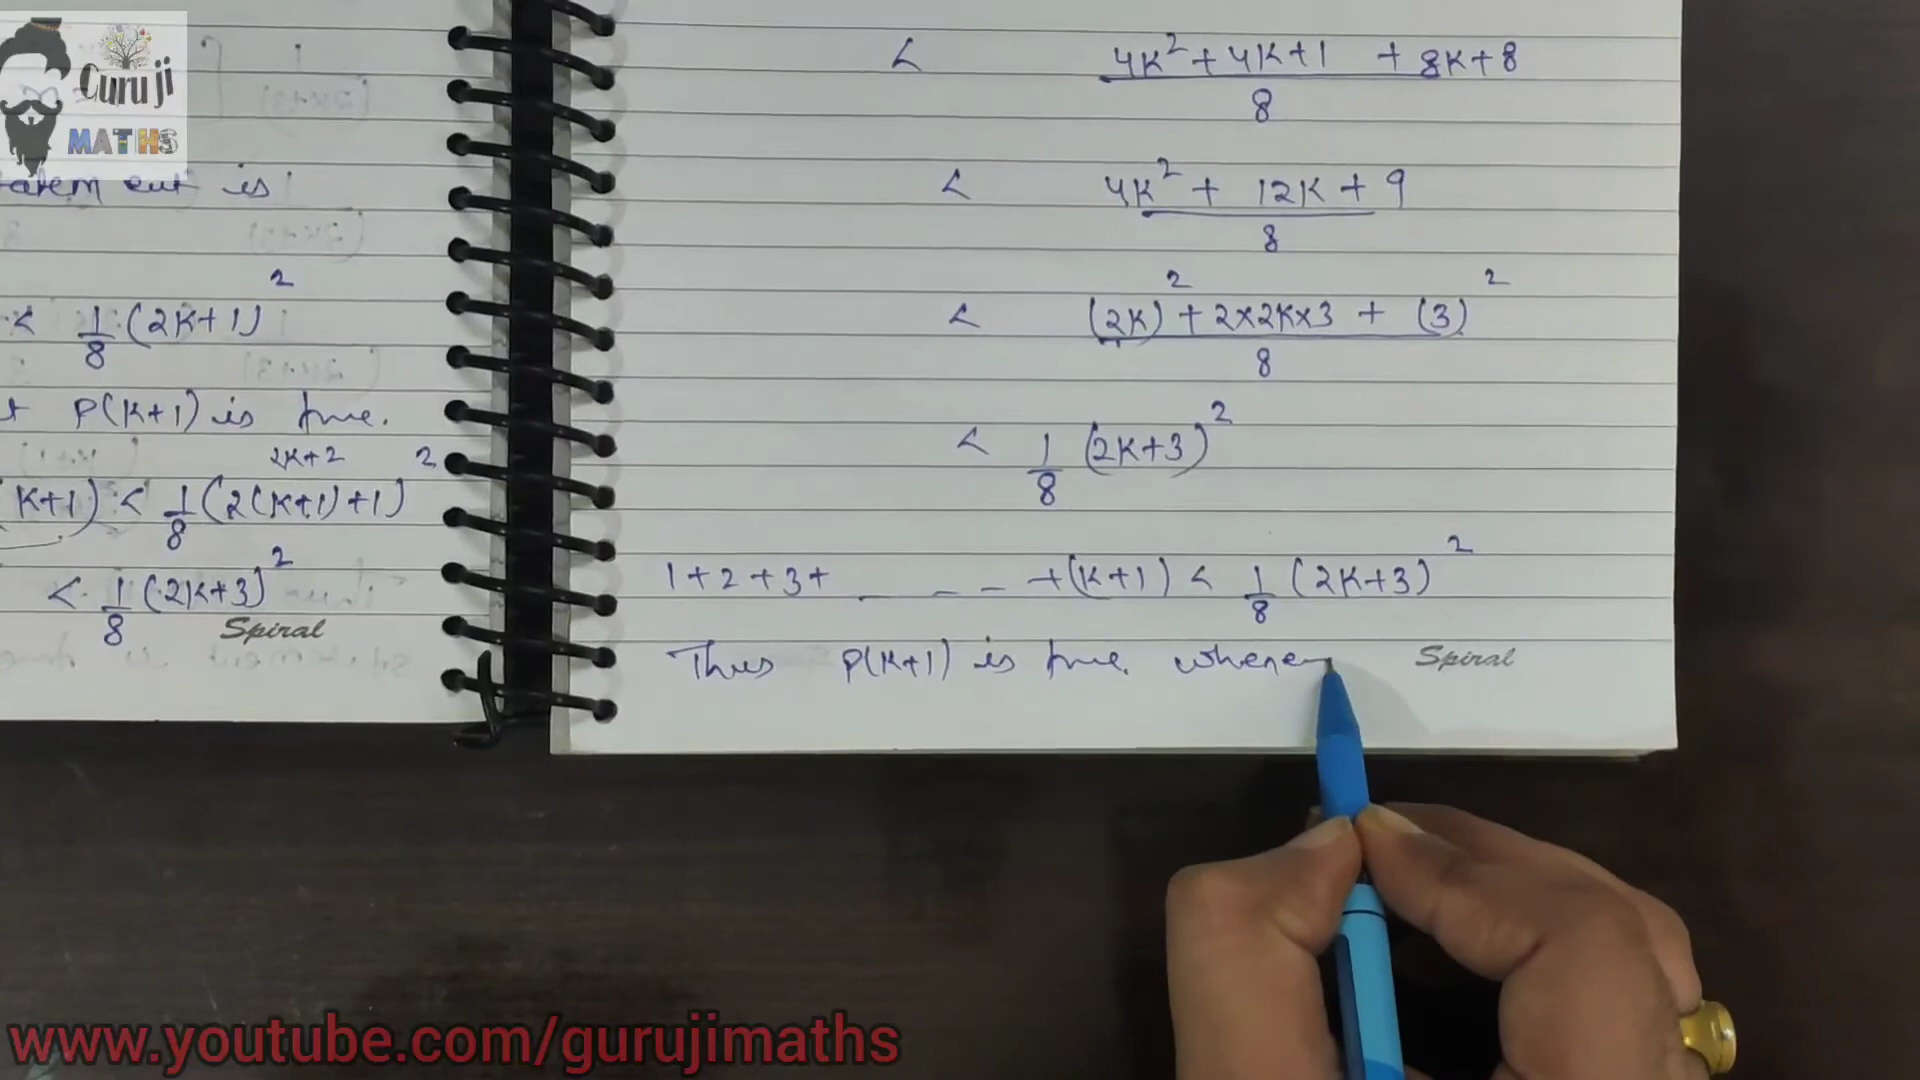 Guruji
MATHS
atement is
< 1/8 (2K+1)²
t P(K+1) is true.
2K+2
K+1) < 1/8 (2(K+1)+1)²
< 1/8 (2K+3)²
Spiral
< 4K²+4K+1 + 8K+8 / 8
< 4K² + 12K + 9 / 8
< (2K)² + 2×2K×3 + (3)² / 8
< 1/8 (2K+3)²
1+2+3+ _ _ _ +(K+1) < 1/8 (2K+3)²
Thus P(K+1) is true. whene
Spiral
www.youtube.com/gurujimaths